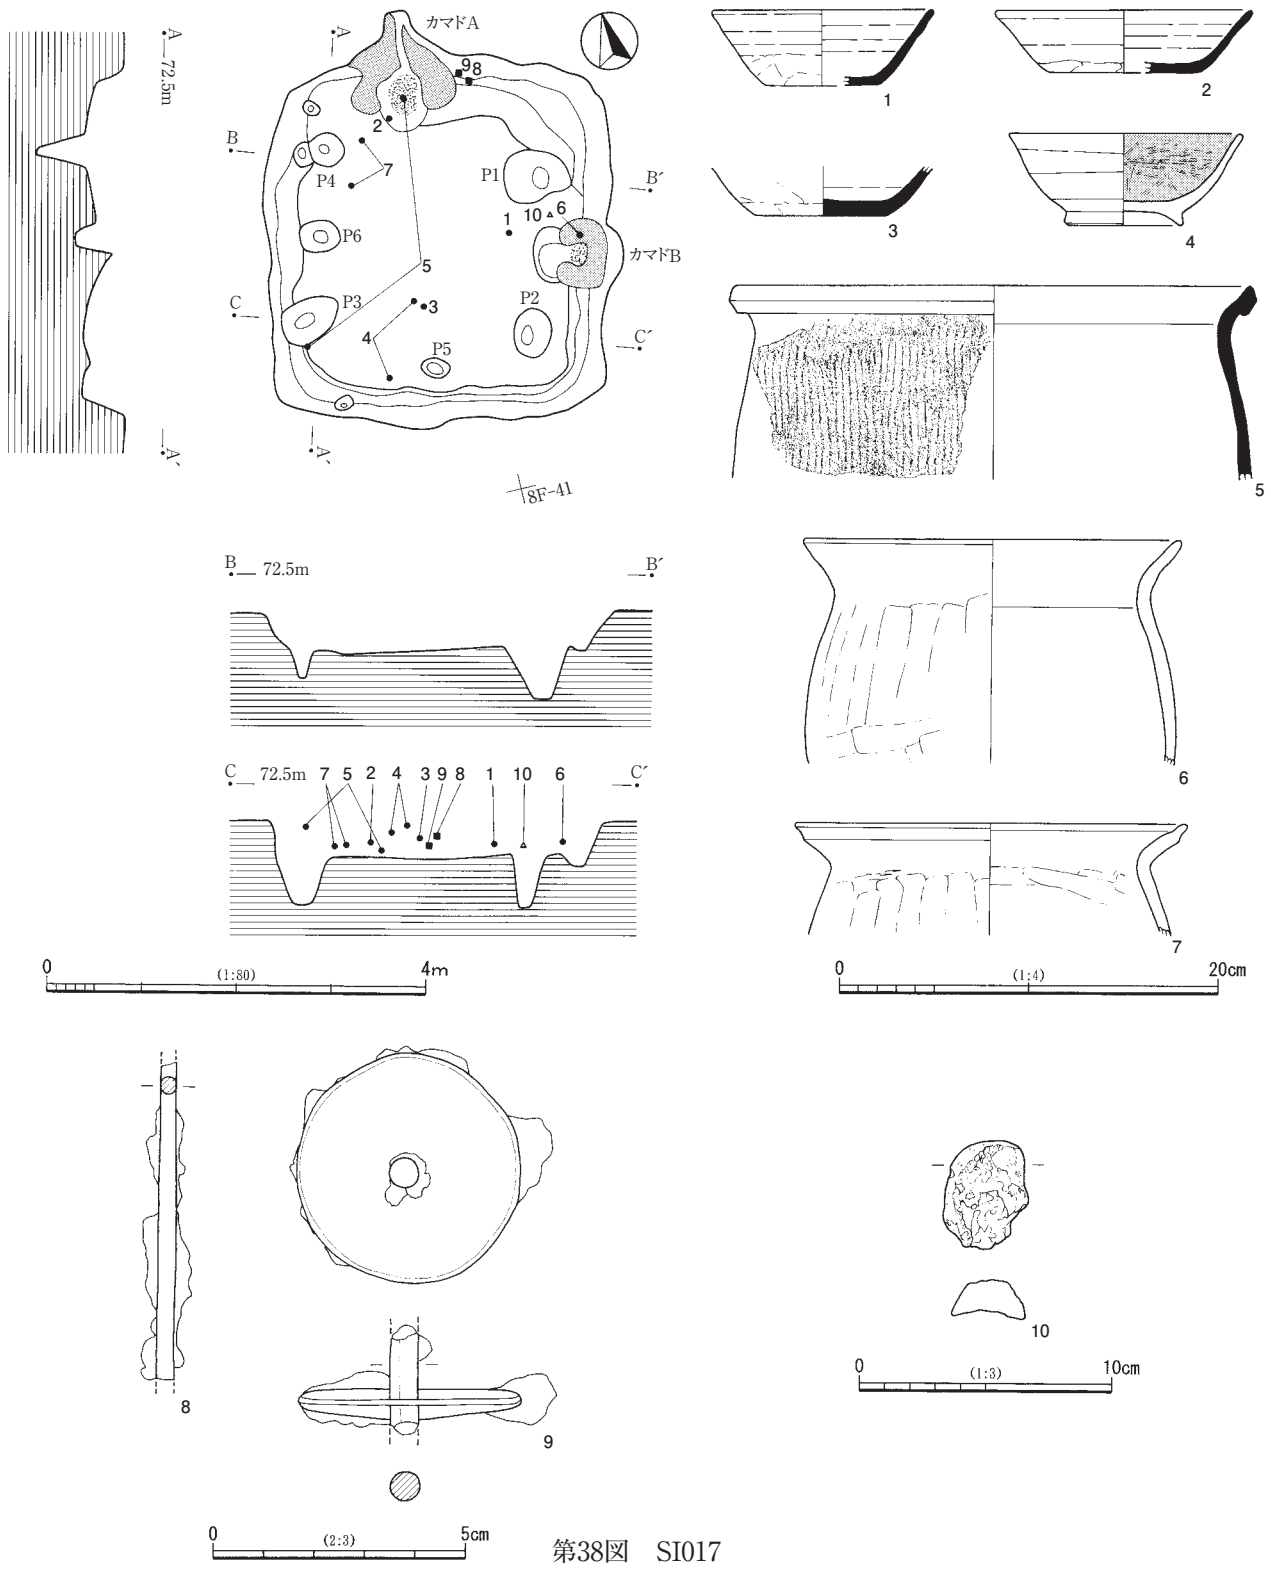 A
72.5m
A′
A
カマドA
9 8
2
B
P4
7
P1
B′
1 10 6
P6
カマドB
5
C
P3
3
P2
4
P5
C′
A′
8F-41
1
2
3
4
5
B 72.5m B′
C 72.5m 7 5 2 4 3 9 8 1 10 6 C′
6
7
0 (1:80) 4m
0 (1:4) 20cm
8
9
10
0 (1:3) 10cm
0 (2:3) 5cm
第38図 SI017